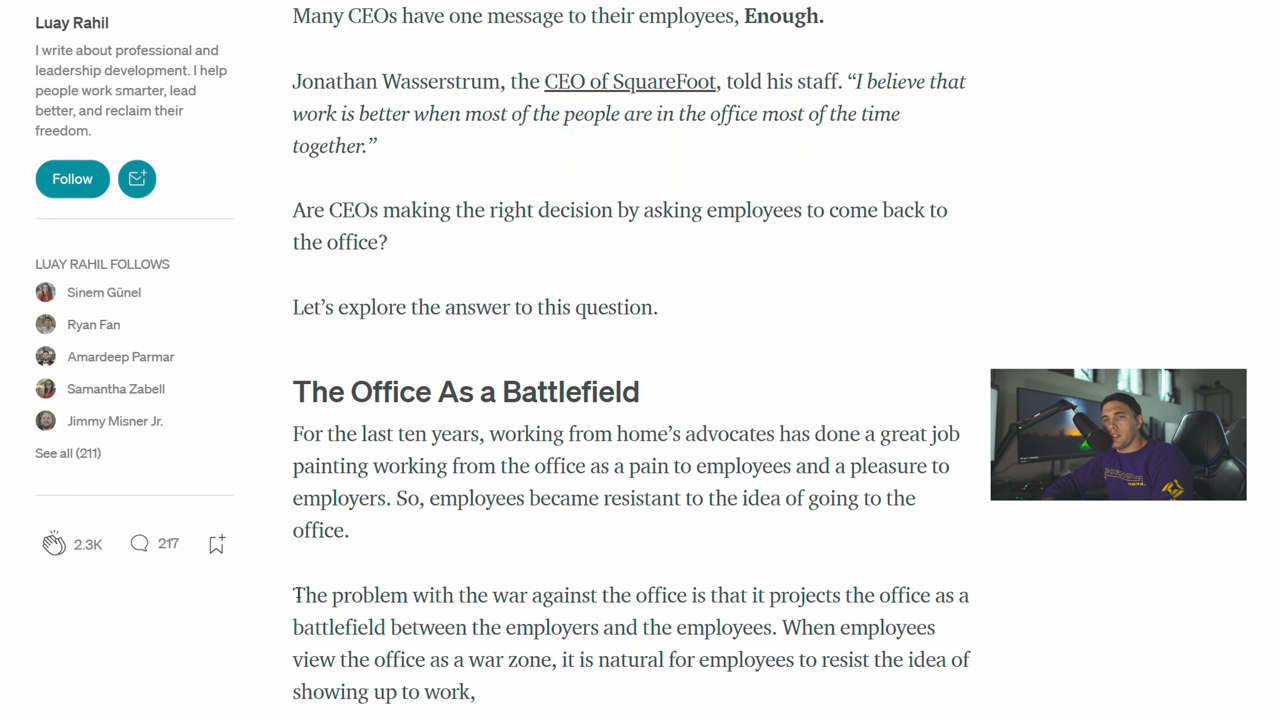 Luay Rahil
I write about professional and
leadership development. I help
people work smarter, lead
better, and reclaim their
freedom.
Follow
LUAY RAHIL FOLLOWS
Sinem Günel
Ryan Fan
Amardeep Parmar
Samantha Zabell
Jimmy Misner Jr.
See all (211)
2.3K
217
Many CEOs have one message to their employees, Enough.
Jonathan Wasserstrum, the CEO of SquareFoot, told his staff. “I believe that
work is better when most of the people are in the office most of the time
together.”
Are CEOs making the right decision by asking employees to come back to
the office?
Let’s explore the answer to this question.
The Office As a Battlefield
For the last ten years, working from home’s advocates has done a great job
painting working from the office as a pain to employees and a pleasure to
employers. So, employees became resistant to the idea of going to the
office.
The problem with the war against the office is that it projects the office as a
battlefield between the employers and the employees. When employees
view the office as a war zone, it is natural for employees to resist the idea of
showing up to work,